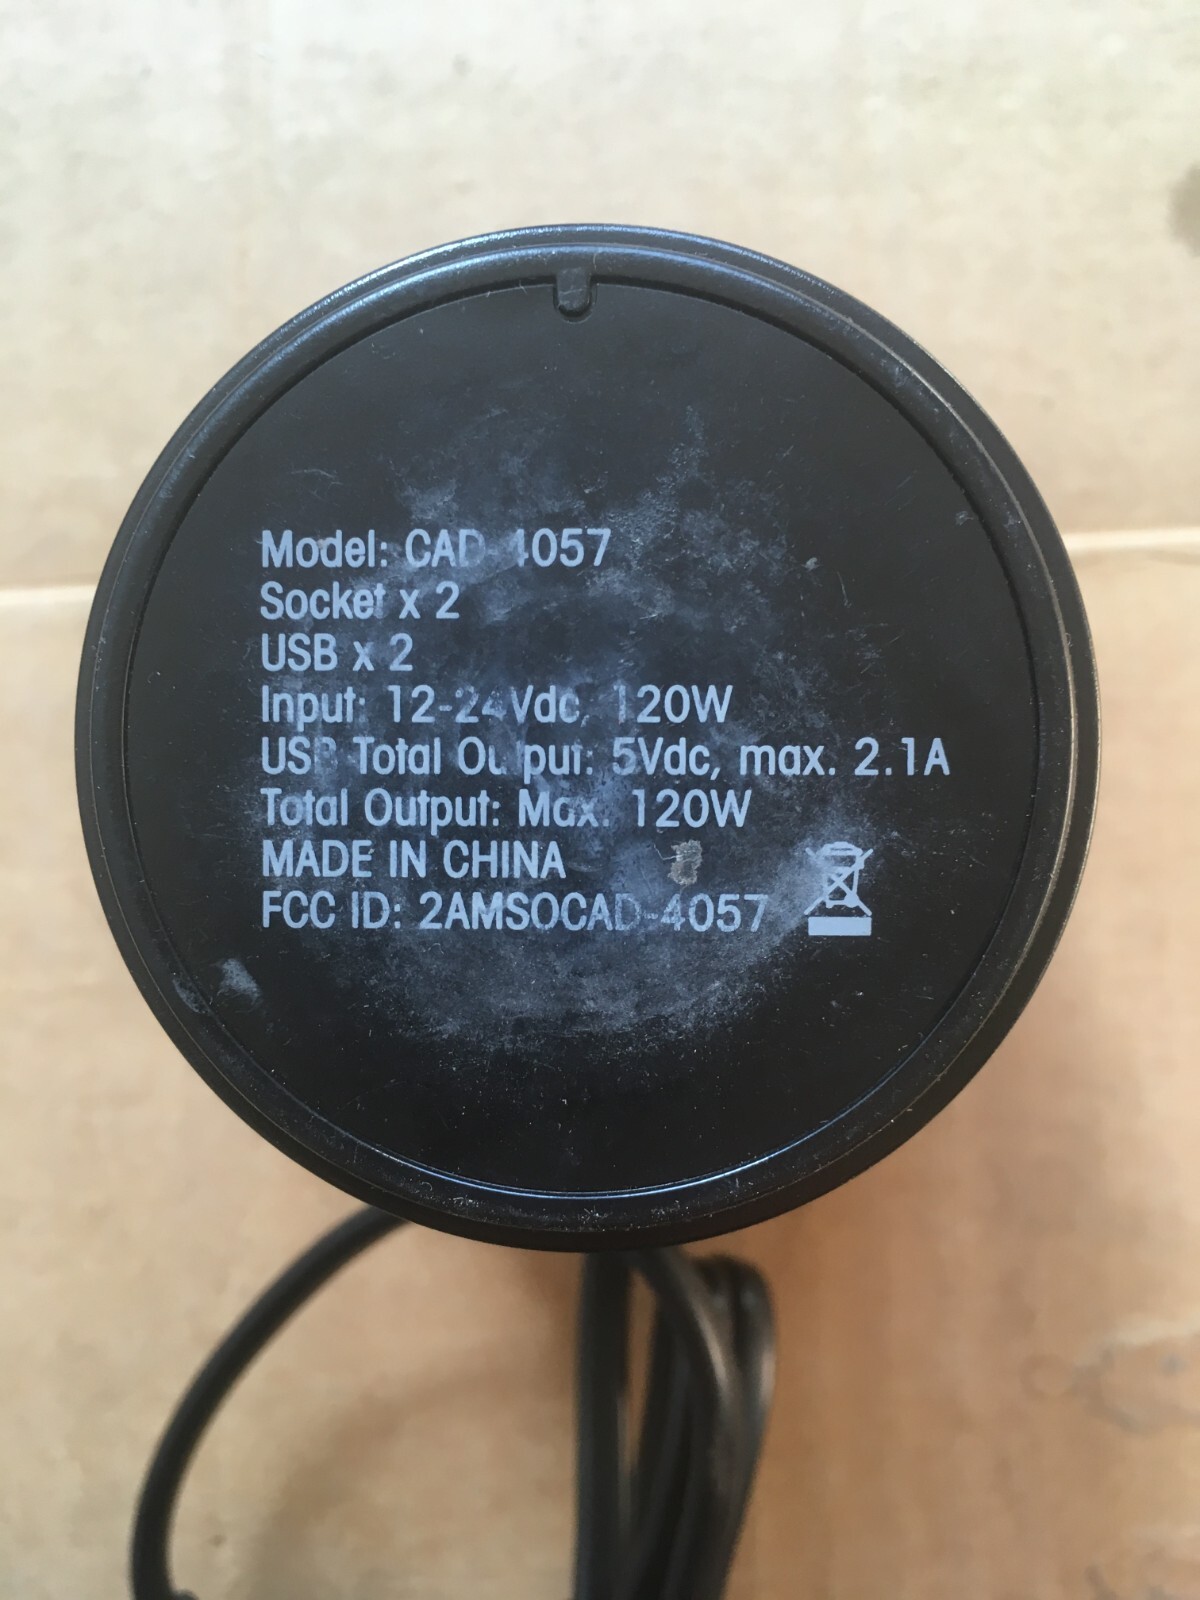 Model: CAD-4057
Socket x 2
USB x 2
Input: 12-24Vdc, 120W
USB Total Output: 5Vdc, max. 2.1A
Total Output: Max. 120W
MADE IN CHINA
FCC ID: 2AMSOCAD-4057